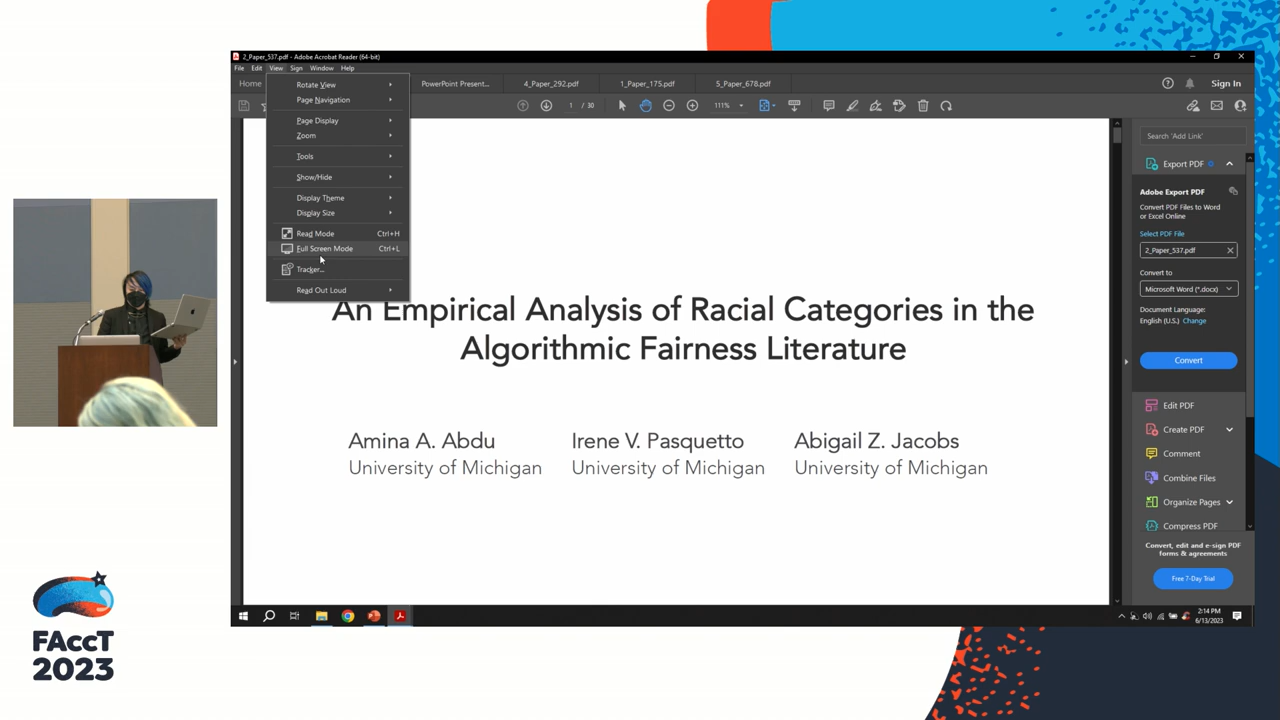 2_Paper_537.pdf - Adobe Acrobat Reader (64-bit)
File Edit View Sign Window Help
Home
PowerPoint Present...
4_Paper_292.pdf
1_Paper_175.pdf
5_Paper_678.pdf
Sign In
1 / 30
111%
Rotate View
Page Navigation
Page Display
Zoom
Tools
Show/Hide
Display Theme
Display Size
Read Mode Ctrl+H
Full Screen Mode Ctrl+L
Tracker...
Read Out Loud
An Empirical Analysis of Racial Categories in the
Algorithmic Fairness Literature
Amina A. Abdu
University of Michigan
Irene V. Pasquetto
University of Michigan
Abigail Z. Jacobs
University of Michigan
Search 'Add Link'
Export PDF
Adobe Export PDF
Convert PDF Files to Word
or Excel Online
Select PDF File
2_Paper_537.pdf
Convert to
Microsoft Word (*.docx)
Document Language:
English (U.S.) Change
Convert
Edit PDF
Create PDF
Comment
Combine Files
Organize Pages
Compress PDF
Convert, edit and e-sign PDF
forms & agreements
Free 7-Day Trial
2:14 PM
6/13/2023
FAccT
2023